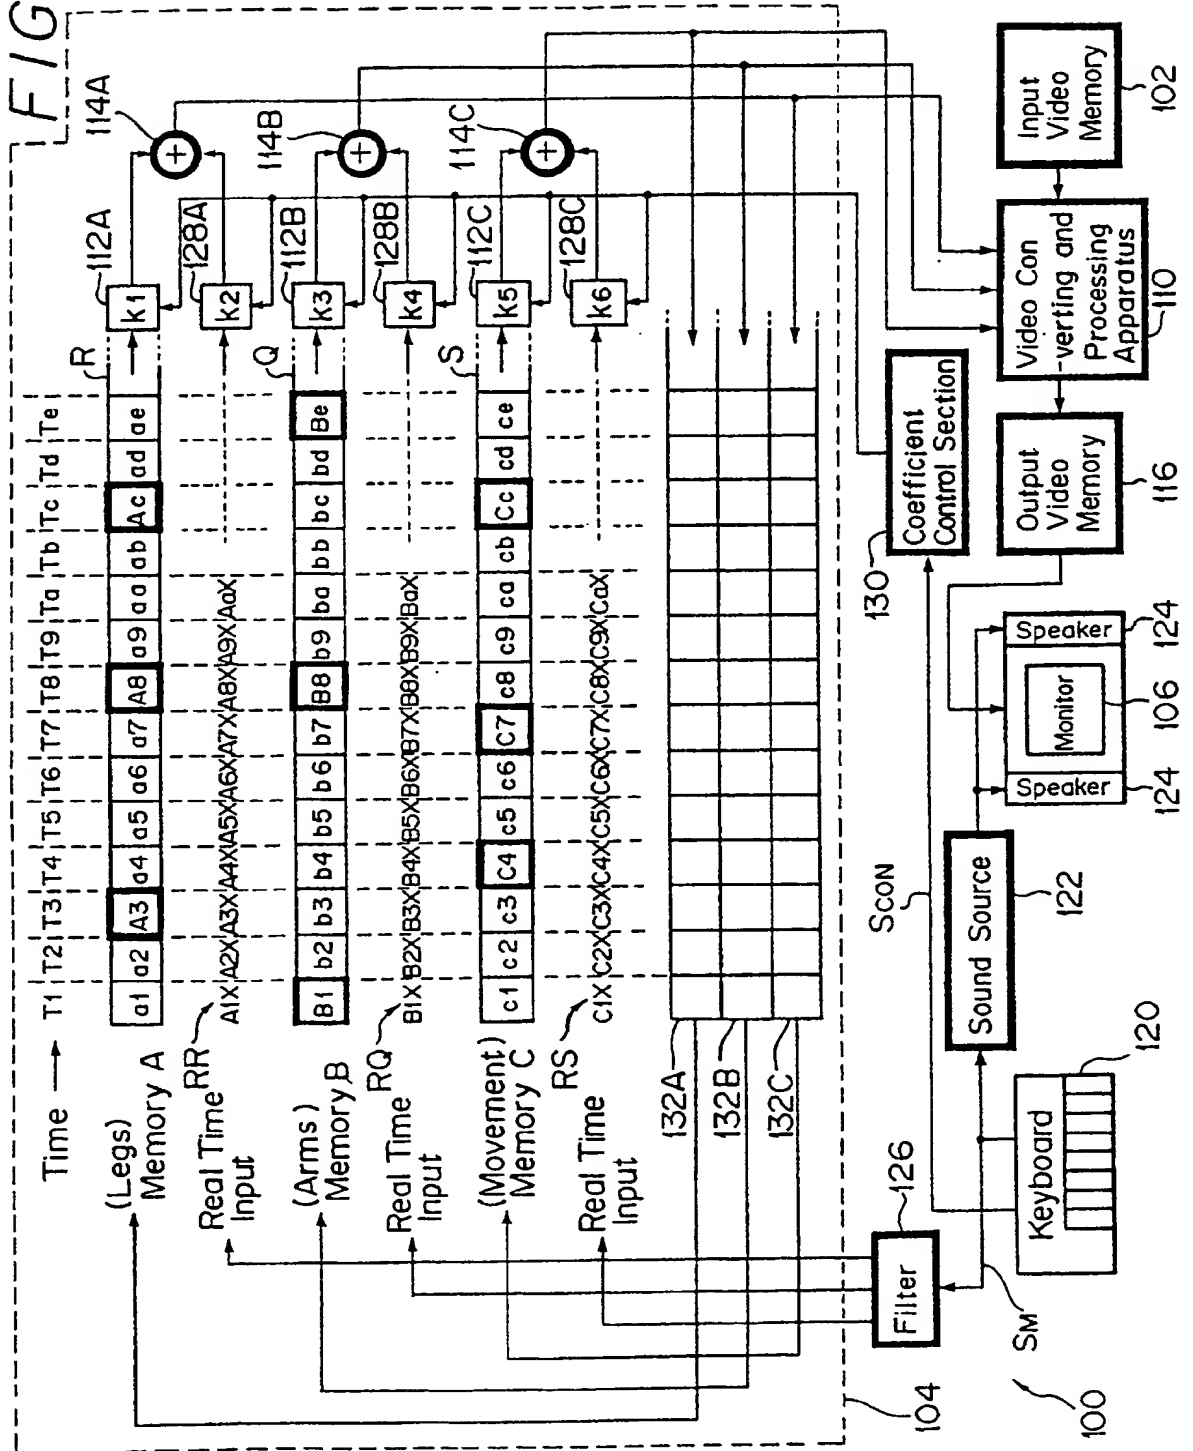 FIG
Time
T1 T2 T3 T4 T5 T6 T7 T8 T9 Ta Tb Tc Td Te
(Legs)
Memory A
a1 a2 A3 a4 a5 a6 a7 A8 a9 aa ab Ac ad ae
R
k1
112A
114A
+
Real Time
Input
RR
A1X A2X A3X A4X A5X A6X A7X A8X A9X AaX
k2
128A
(Arms)
Memory B
B1 b2 b3 b4 b5 b6 b7 B8 b9 ba bb bc bd Be
Q
k3
112B
114B
+
Real Time
Input
RQ
B1X B2X B3X B4X B5X B6X B7X B8X B9X BaX
k4
128B
(Movement)
Memory C
c1 c2 c3 C4 c5 c6 C7 c8 c9 ca cb Cc cd ce
S
k5
112C
114C
+
Real Time
Input
RS
C1X C2X C3X C4X C5X C6X C7X C8X C9X CaX
k6
128C
132A
132B
132C
104
126
Filter
SM
100
Keyboard
120
Sound Source
122
SCON
130
Coefficient
Control Section
Speaker
124
Monitor
106
Speaker
124
Output
Video
Memory
116
Video Con
verting and
Processing
Apparatus
110
Input
Video
Memory
102